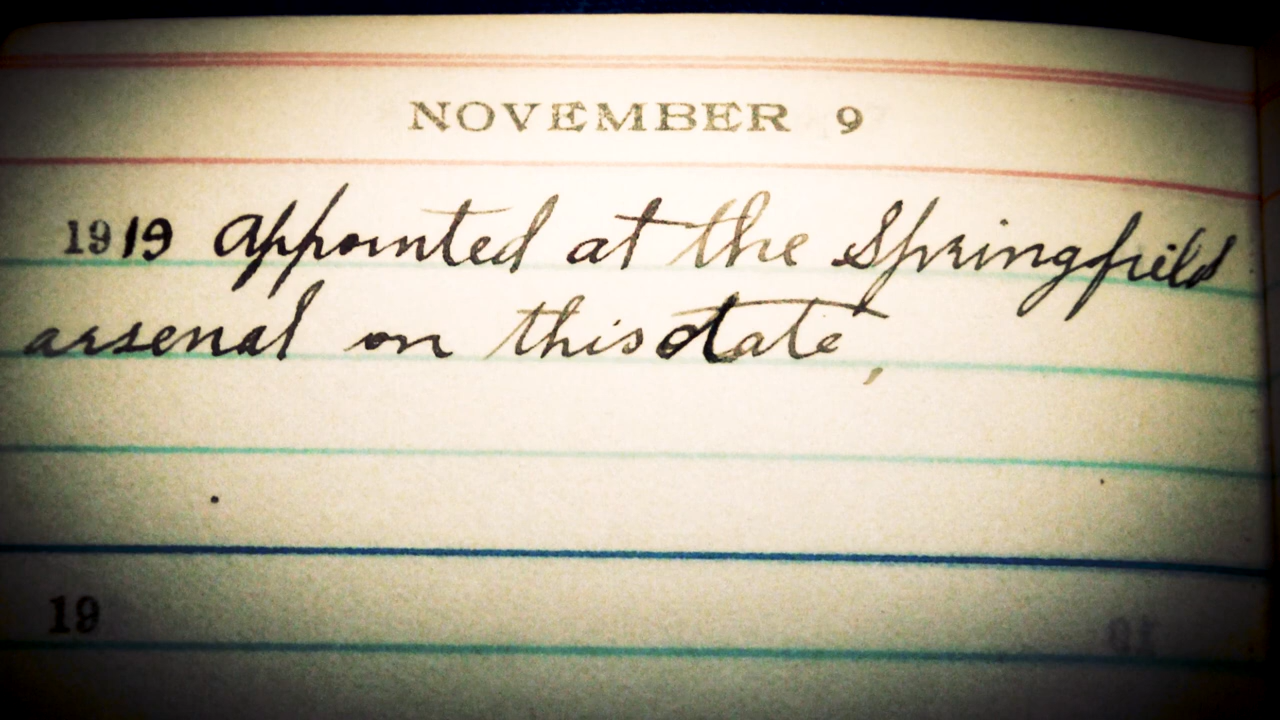 NOVEMBER 9
1919 appointed at the Springfield
arsenal on this date,
19